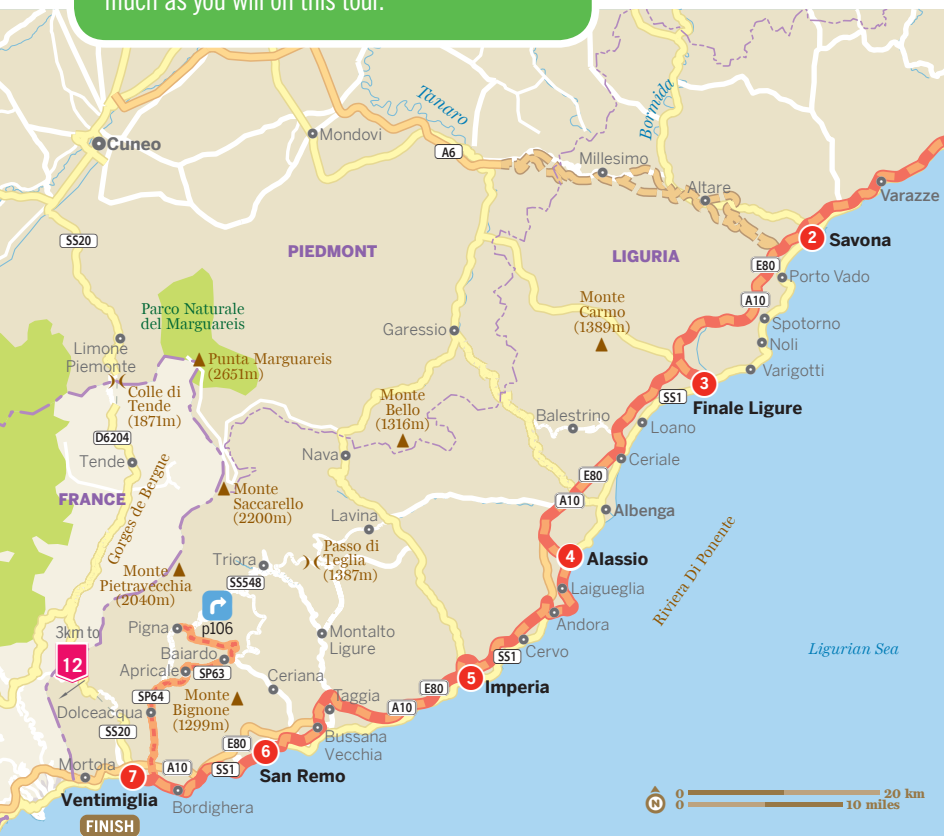 much as you will on this tour.
Tanaro
Bormida
Mondovi
Cuneo
A6
Millesimo
Altare
Varazze
SS20
2 Savona
PIEDMONT
LIGURIA
E80
Porto Vado
A10
Monte
Carmo
(1389m)
Parco Naturale
del Marguareis
Spotorno
Garessio
Noli
Limone
Piemonte
Punta Marguareis
(2651m)
Varigotti
3
Finale Ligure
SS1
Colle di
Tende
(1871m)
Monte
Bello
(1316m)
Balestrino
Loano
D6204
Tende
Nava
Ceriale
FRANCE
Gorges de Bergue
E80
Monte
Saccarello
(2200m)
A10
Albenga
Lavina
Riviera Di Ponente
Passo di
Teglia
(1387m)
4 Alassio
Triora
Monte
Pietravecchia
(2040m)
SS548
Laigueglia
p106
Andora
3km to
12
Pigna
Montalto
Ligure
Cervo
Ligurian Sea
Baiardo
SS1
Apricale
SP63
Ceriana
5 Imperia
SP64
Monte
Bignone
(1299m)
E80
Taggia
A10
Dolceacqua
SS20
Bussana
Vecchia
E80
6
San Remo
Mortola
A10
SS1
7
Ventimiglia
Bordighera
FINISH
N
0 20 km
0 10 miles